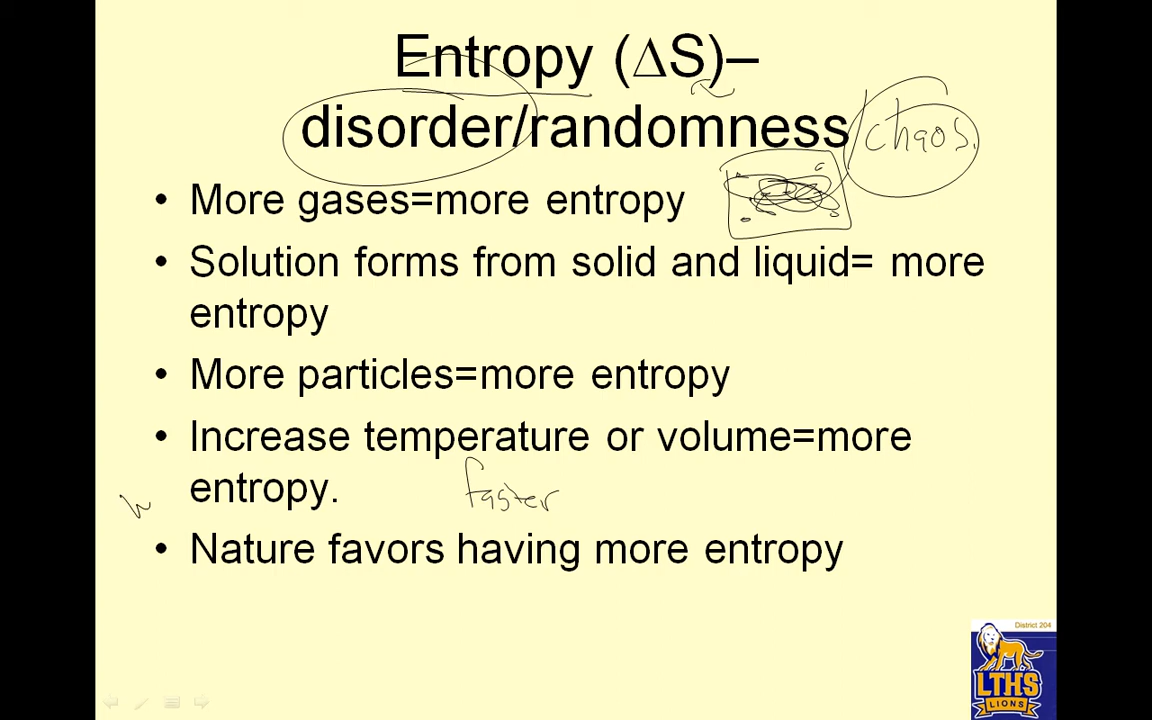 Entropy (∆S)–
disorder/randomness/chaos.
• More gases=more entropy
• Solution forms from solid and liquid= more
entropy
• More particles=more entropy
• Increase temperature or volume=more
entropy.
faster
• Nature favors having more entropy
District 204
LTHS
LIONS